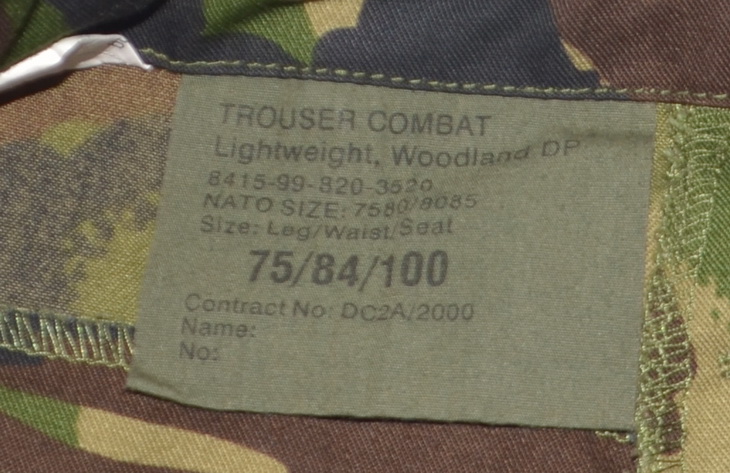 TROUSER COMBAT
Lightweight, Woodland DP
8415-99-820-3520
NATO SIZE: 7580/8085
Size: Leg/Waist/Seat
75/84/100
Contract No: DC2A/2000
Name:
No: